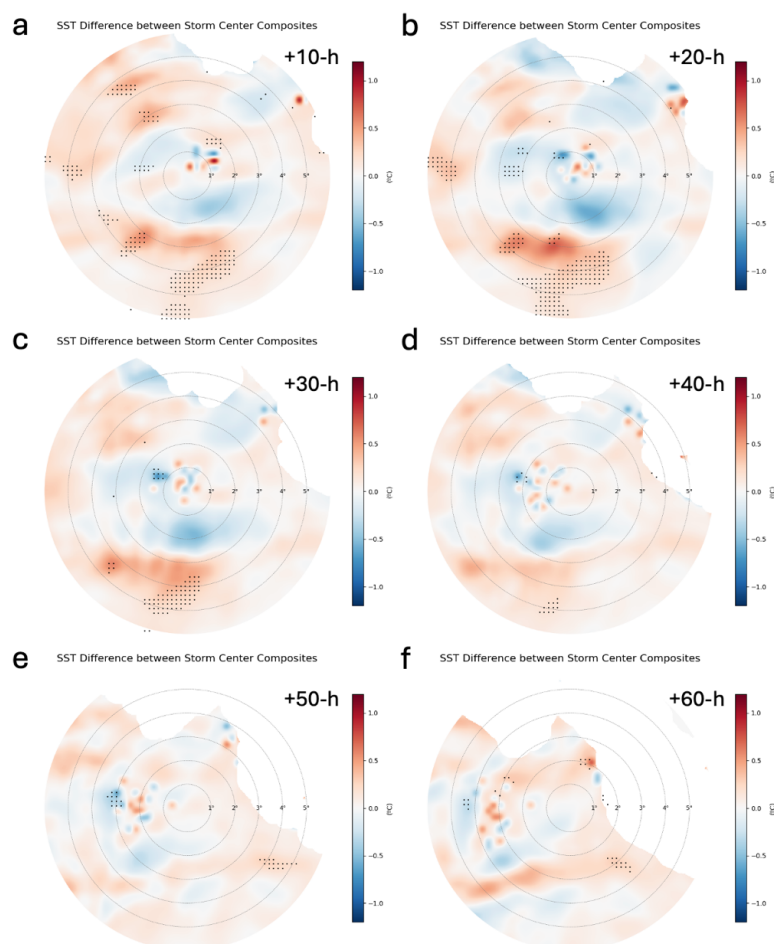 a
SST Difference between Storm Center Composites
+10-h
1° 2° 3° 4° 5°
1.0
0.5
0.0
−0.5
−1.0
(ºC)
b
SST Difference between Storm Center Composites
+20-h
1° 2° 3° 4° 5°
1.0
0.5
0.0
−0.5
−1.0
(ºC)
c
SST Difference between Storm Center Composites
+30-h
1° 2° 3° 4° 5°
1.0
0.5
0.0
−0.5
−1.0
(ºC)
d
SST Difference between Storm Center Composites
+40-h
1° 2° 3° 4° 5°
1.0
0.5
0.0
−0.5
−1.0
(ºC)
e
SST Difference between Storm Center Composites
+50-h
1° 2° 3° 4° 5°
1.0
0.5
0.0
−0.5
−1.0
(ºC)
f
SST Difference between Storm Center Composites
+60-h
1° 2° 3° 4° 5°
1.0
0.5
0.0
−0.5
−1.0
(ºC)